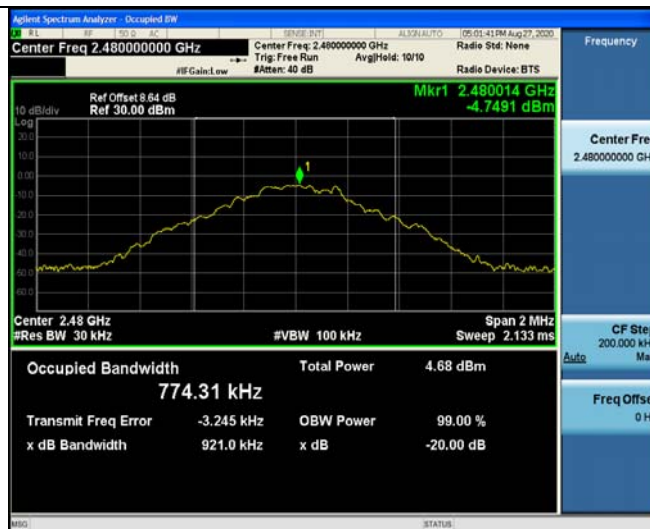 Agilent Spectrum Analyzer - Occupied BW
RL RF 50 Ω AC SENSE:INT ALIGN AUTO 05:01:41 PM Aug 27, 2020
Center Freq 2.480000000 GHz
Center Freq: 2.480000000 GHz
Radio Std: None
Trig: Free Run Avg|Hold: 10/10
#IFGain:Low #Atten: 40 dB Radio Device: BTS
Frequency
Mkr1 2.480014 GHz
-4.7491 dBm
Ref Offset 8.64 dB
10 dB/div Ref 30.00 dBm
Log
20.0
10.0
0.00
-10.0
-20.0
-30.0
-40.0
-50.0
-60.0
1
Center Fre
2.480000000 GH
Center 2.48 GHz Span 2 MHz
#Res BW 30 kHz #VBW 100 kHz Sweep 2.133 ms
CF Ste
200.000 kH
Auto Ma
Occupied Bandwidth Total Power 4.68 dBm
774.31 kHz
Transmit Freq Error -3.245 kHz OBW Power 99.00 %
x dB Bandwidth 921.0 kHz x dB -20.00 dB
Freq Offse
0 H
MSG STATUS